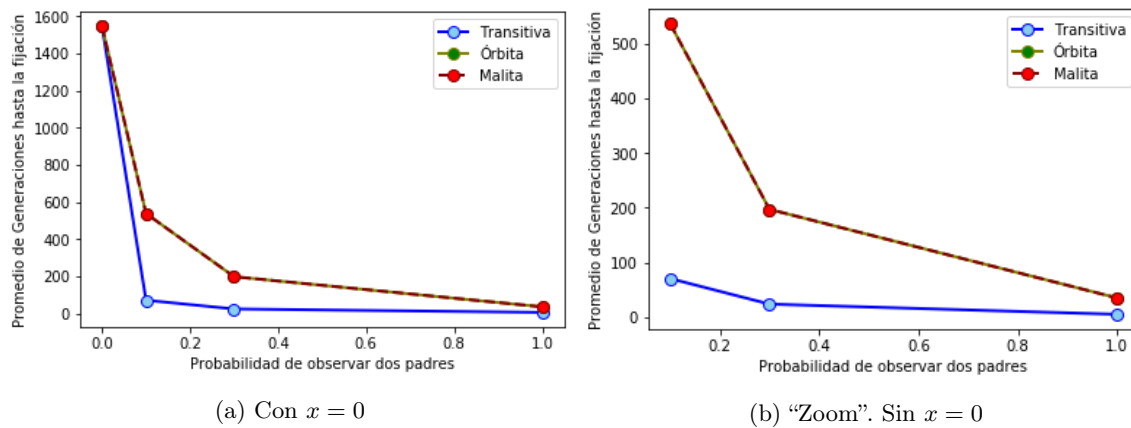 Promedio de Generaciones hasta la fijación
1600
1400
1200
1000
800
600
400
200
0
0.0 0.2 0.4 0.6 0.8 1.0
Probabilidad de observar dos padres
Transitiva
Órbita
Malita
(a) Con x = 0
Promedio de Generaciones hasta la fijación
500
400
300
200
100
0
0.2 0.4 0.6 0.8 1.0
Probabilidad de observar dos padres
Transitiva
Órbita
Malita
(b) “Zoom”. Sin x = 0